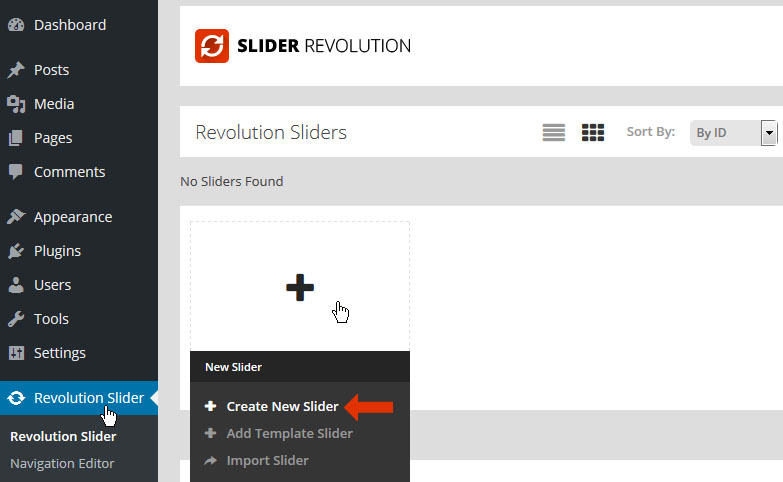 Dashboard
Posts
Media
Pages
Comments
Appearance
Plugins
Users
Tools
Settings
Revolution Slider
Revolution Slider
Navigation Editor
SLIDER REVOLUTION
Revolution Sliders
Sort By:
By ID
No Sliders Found
New Slider
Create New Slider
Add Template Slider
Import Slider